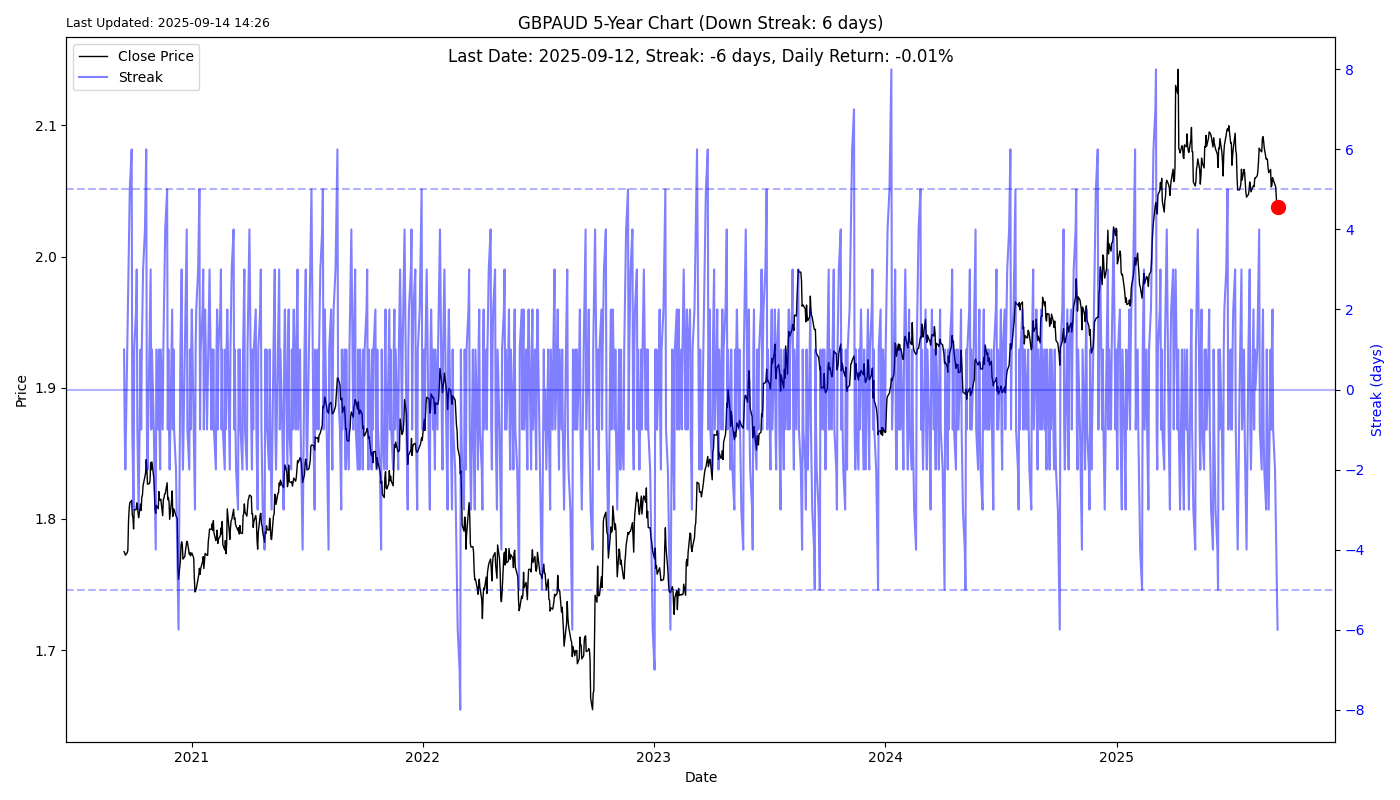 Last Updated: 2025-09-14 14:26
GBPAUD 5-Year Chart (Down Streak: 6 days)
Last Date: 2025-09-12, Streak: -6 days, Daily Return: -0.01%
Close Price
Streak
Price
2.1
2.0
1.9
1.8
1.7
8
6
4
2
0
−2
−4
−6
−8
Streak (days)
2021
2022
2023
2024
2025
Date